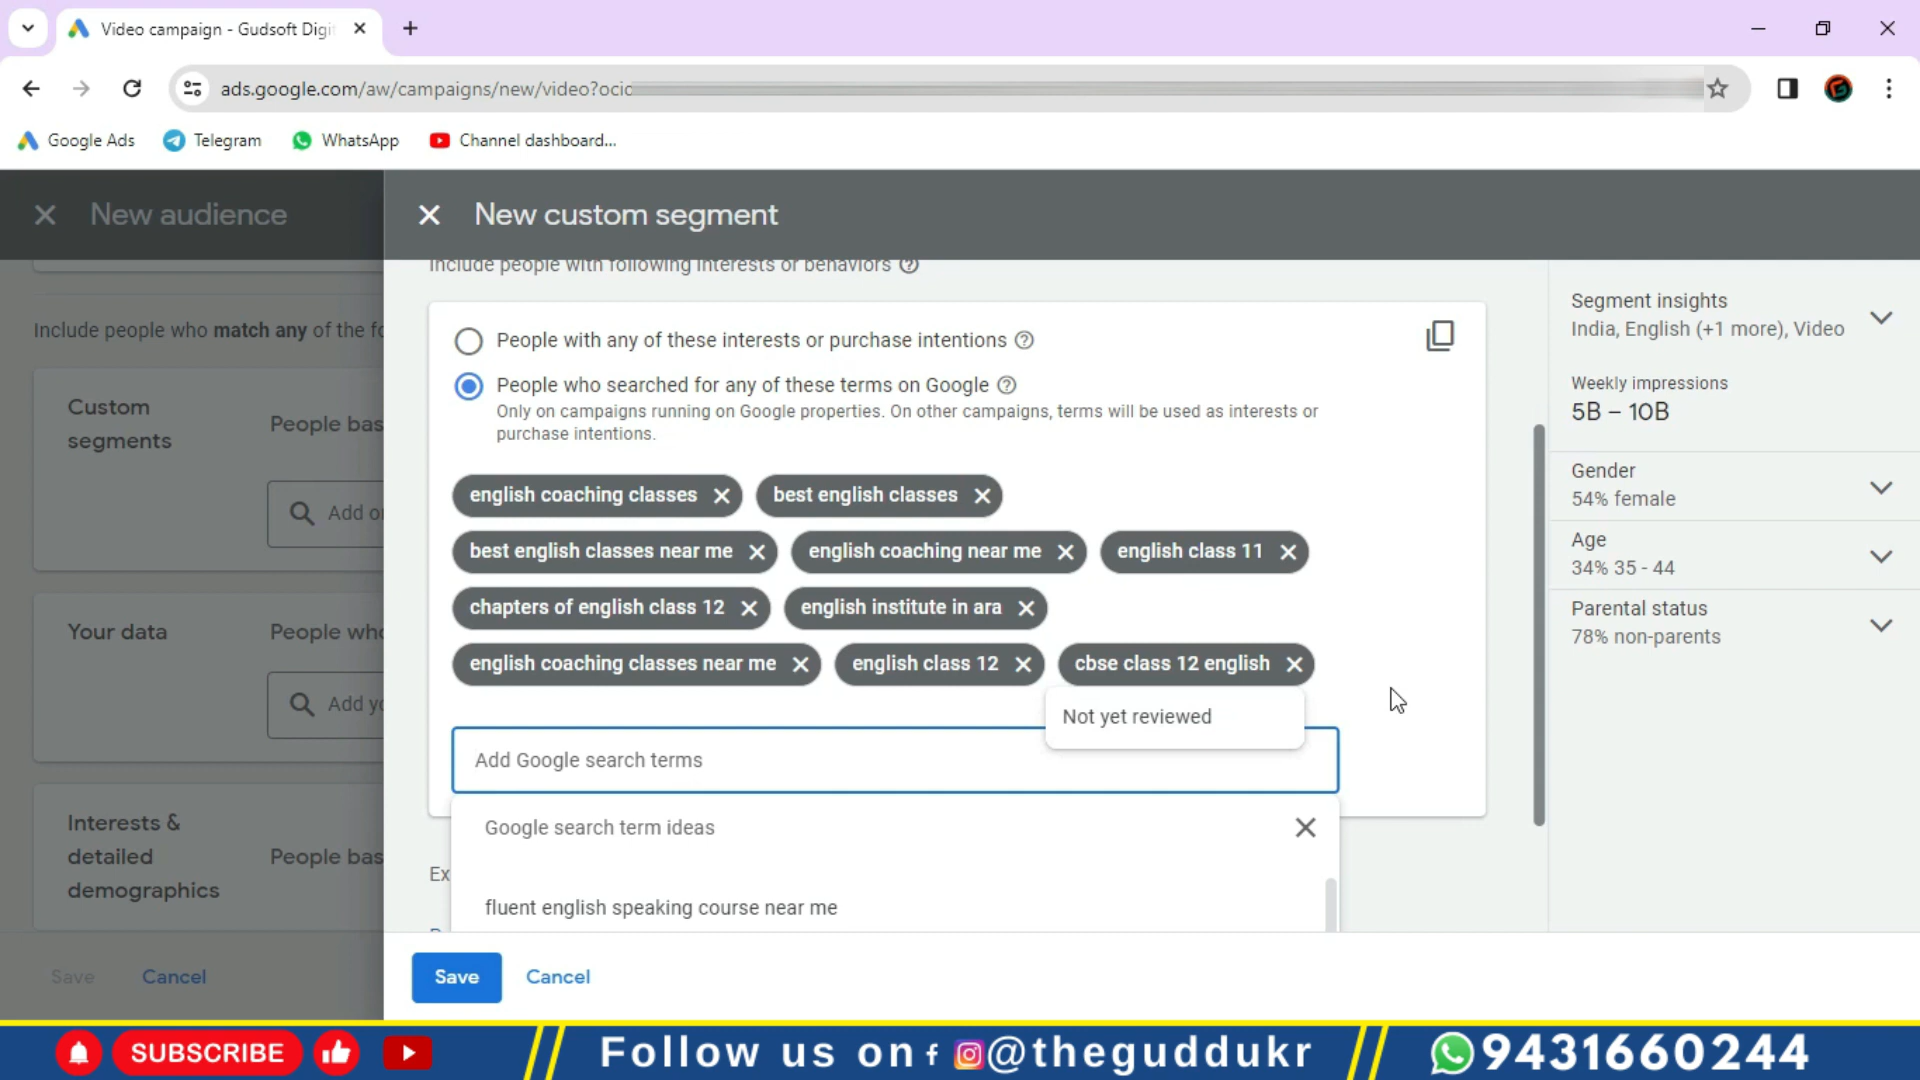 Video campaign - Gudsoft Digi
ads.google.com/aw/campaigns/new/video?ocid
Google Ads
Telegram
WhatsApp
Channel dashboard...
New audience
New custom segment
Include people with following interests or behaviors
Include people who match any of the fo
People with any of these interests or purchase intentions
People who searched for any of these terms on Google
Only on campaigns running on Google properties. On other campaigns, terms will be used as interests or
purchase intentions.
Custom
segments
People bas
Add o
english coaching classes
best english classes
best english classes near me
english coaching near me
english class 11
chapters of english class 12
english institute in ara
english coaching classes near me
english class 12
cbse class 12 english
Not yet reviewed
Your data
People who
Add yo
Add Google search terms
Google search term ideas
fluent english speaking course near me
Interests &
detailed
demographics
People bas
Ex
Segment insights
India, English (+1 more), Video
Weekly impressions
5B – 10B
Gender
54% female
Age
34% 35 - 44
Parental status
78% non-parents
Save
Cancel
Save
Cancel
SUBSCRIBE
Follow us on f @theguddukr
9431660244